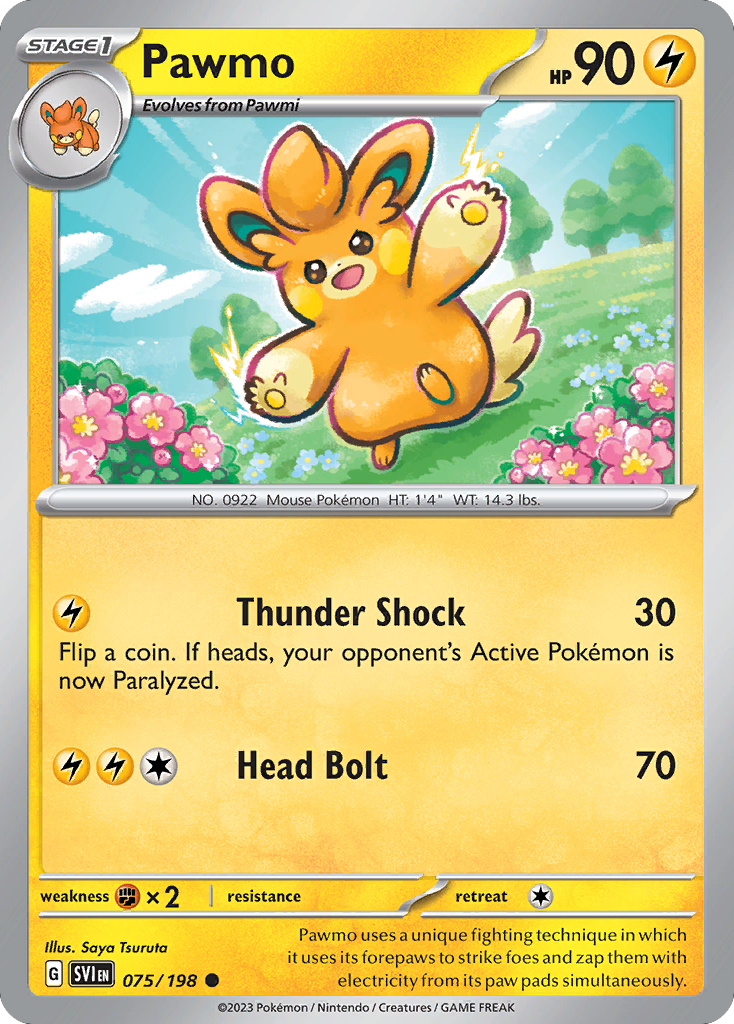 STAGE1
Pawmo
HP 90
Evolves from Pawmi
NO. 0922 Mouse Pokémon HT: 1'4" WT: 14.3 lbs.
Thunder Shock 30
Flip a coin. If heads, your opponent's Active Pokémon is
now Paralyzed.
Head Bolt 70
weakness ×2 resistance retreat
Illus. Saya Tsuruta
G SVI EN 075/198
Pawmo uses a unique fighting technique in which
it uses its forepaws to strike foes and zap them with
electricity from its paw pads simultaneously.
©2023 Pokémon / Nintendo / Creatures / GAME FREAK